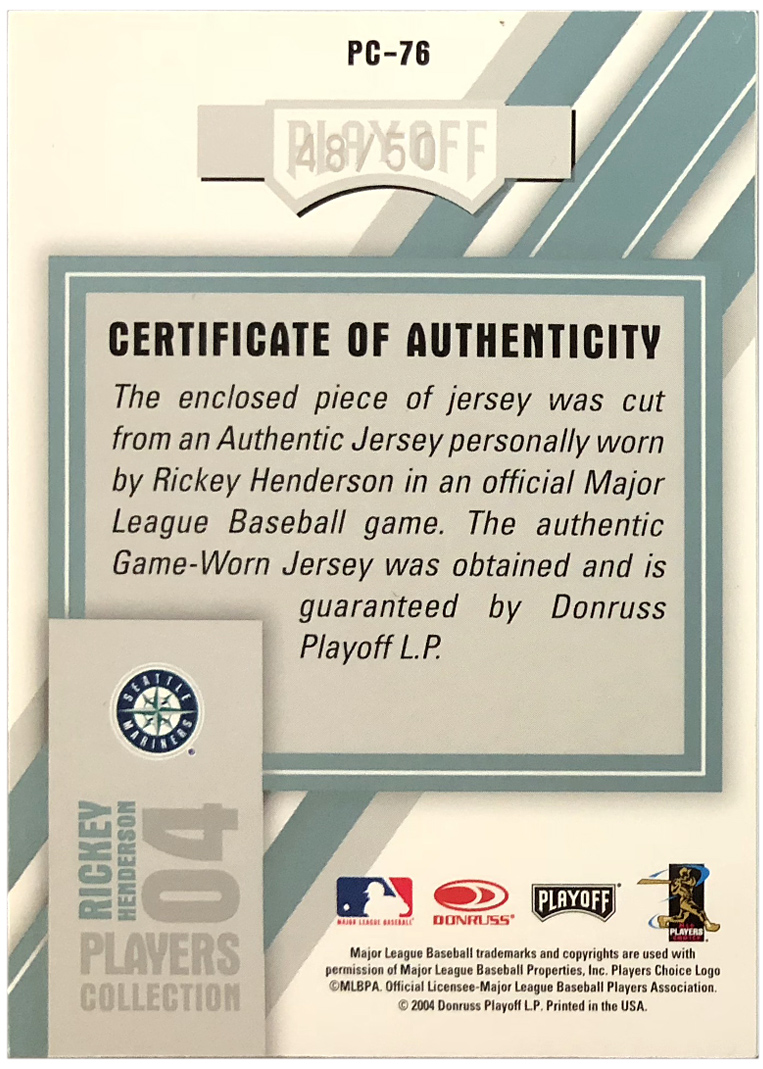 PC-76
PLAYOFF
48/50
CERTIFICATE OF AUTHENTICITY
The enclosed piece of jersey was cut
from an Authentic Jersey personally worn
by Rickey Henderson in an official Major
League Baseball game. The authentic
Game-Worn Jersey was obtained and is
guaranteed by Donruss
Playoff L.P.
SEATTLE
MARINERS
RICKEY
HENDERSON
04
PLAYERS
COLLECTION
MAJOR LEAGUE BASEBALL
DONRUSS®
PLAYOFF®
MLB
PLAYERS
CHOICE
Major League Baseball trademarks and copyrights are used with
permission of Major League Baseball Properties, Inc. Players Choice Logo
©MLBPA. Official Licensee-Major League Baseball Players Association.
© 2004 Donruss Playoff L.P. Printed in the USA.